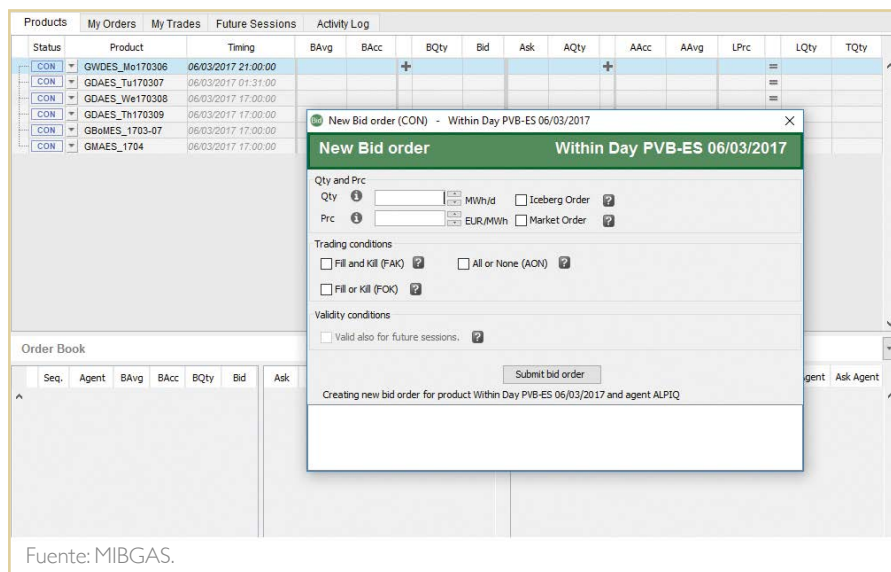 Products My Orders My Trades Future Sessions Activity Log
Status Product Timing BAvg BAcc BQty Bid Ask AQty AAcc AAvg LPrc LQty TQty
CON GWDES_Mo170306 06/03/2017 21:00:00 + + =
CON GDAES_Tu170307 06/03/2017 01:31:00 =
CON GDAES_We170308 06/03/2017 17:00:00 =
CON GDAES_Th170309 06/03/2017 17:00:00
CON GBoMES_1703-07 06/03/2017 17:00:00
CON GMAES_1704 06/03/2017 17:00:00
Bid New Bid order (CON) - Within Day PVB-ES 06/03/2017
New Bid order Within Day PVB-ES 06/03/2017
Qty and Prc
Qty MWh/d Iceberg Order ?
Prc EUR/MWh Market Order ?
Trading conditions
Fill and Kill (FAK) ? All or None (AON) ?
Fill or Kill (FOK) ?
Validity conditions
Valid also for future sessions. ?
Submit bid order
Creating new bid order for product Within Day PVB-ES 06/03/2017 and agent ALPIQ
Order Book
Seq. Agent BAvg BAcc BQty Bid Ask Ask Agent
Fuente: MIBGAS.